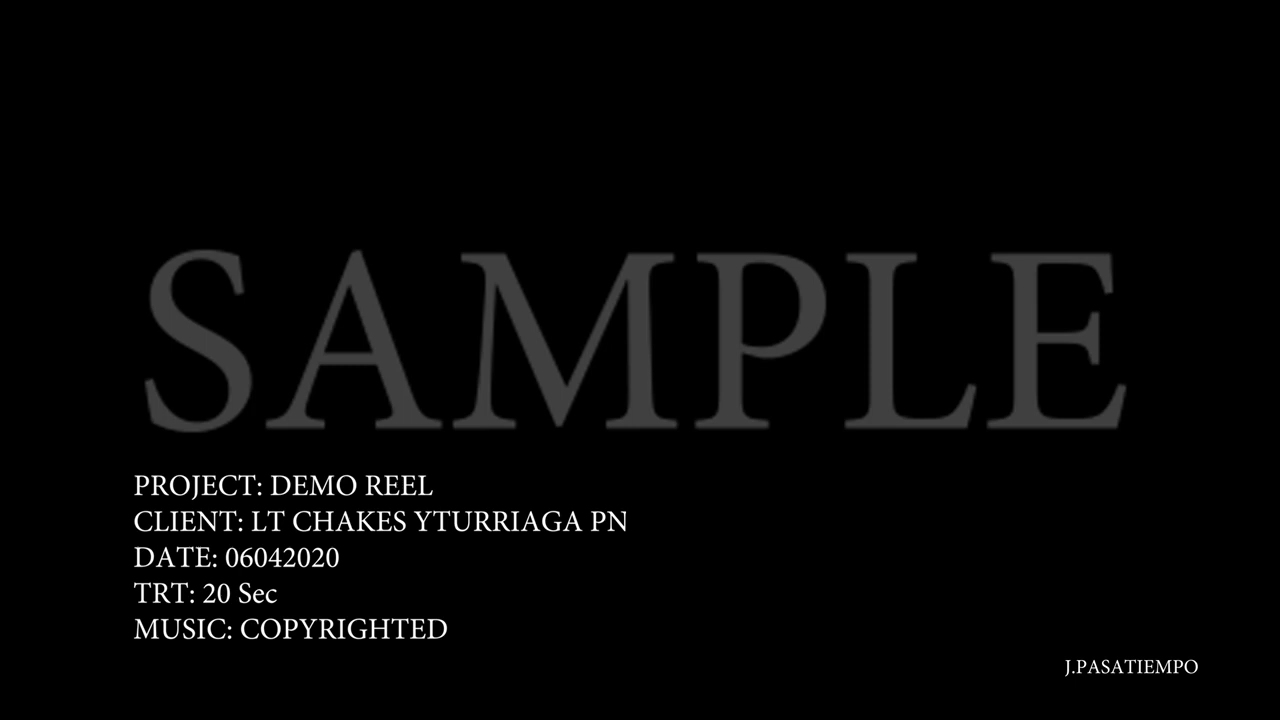 SAMPLE
PROJECT: DEMO REEL
CLIENT: LT CHAKES YTURRIAGA PN
DATE: 06042020
TRT: 20 Sec
MUSIC: COPYRIGHTED
J.PASATIEMPO